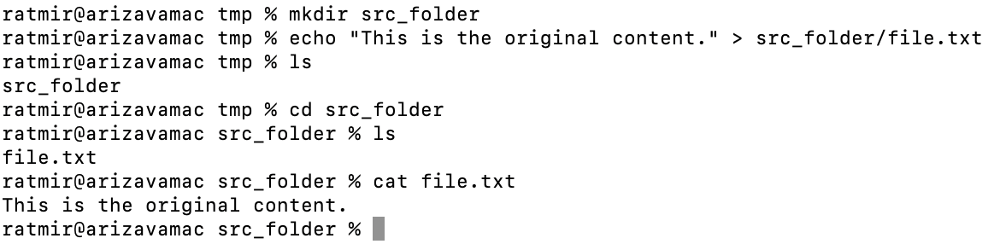 ratmir@arizavamac tmp % mkdir src_folder
ratmir@arizavamac tmp % echo "This is the original content." > src_folder/file.txt
ratmir@arizavamac tmp % ls
src_folder
ratmir@arizavamac tmp % cd src_folder
ratmir@arizavamac src_folder % ls
file.txt
ratmir@arizavamac src_folder % cat file.txt
This is the original content.
ratmir@arizavamac src_folder %